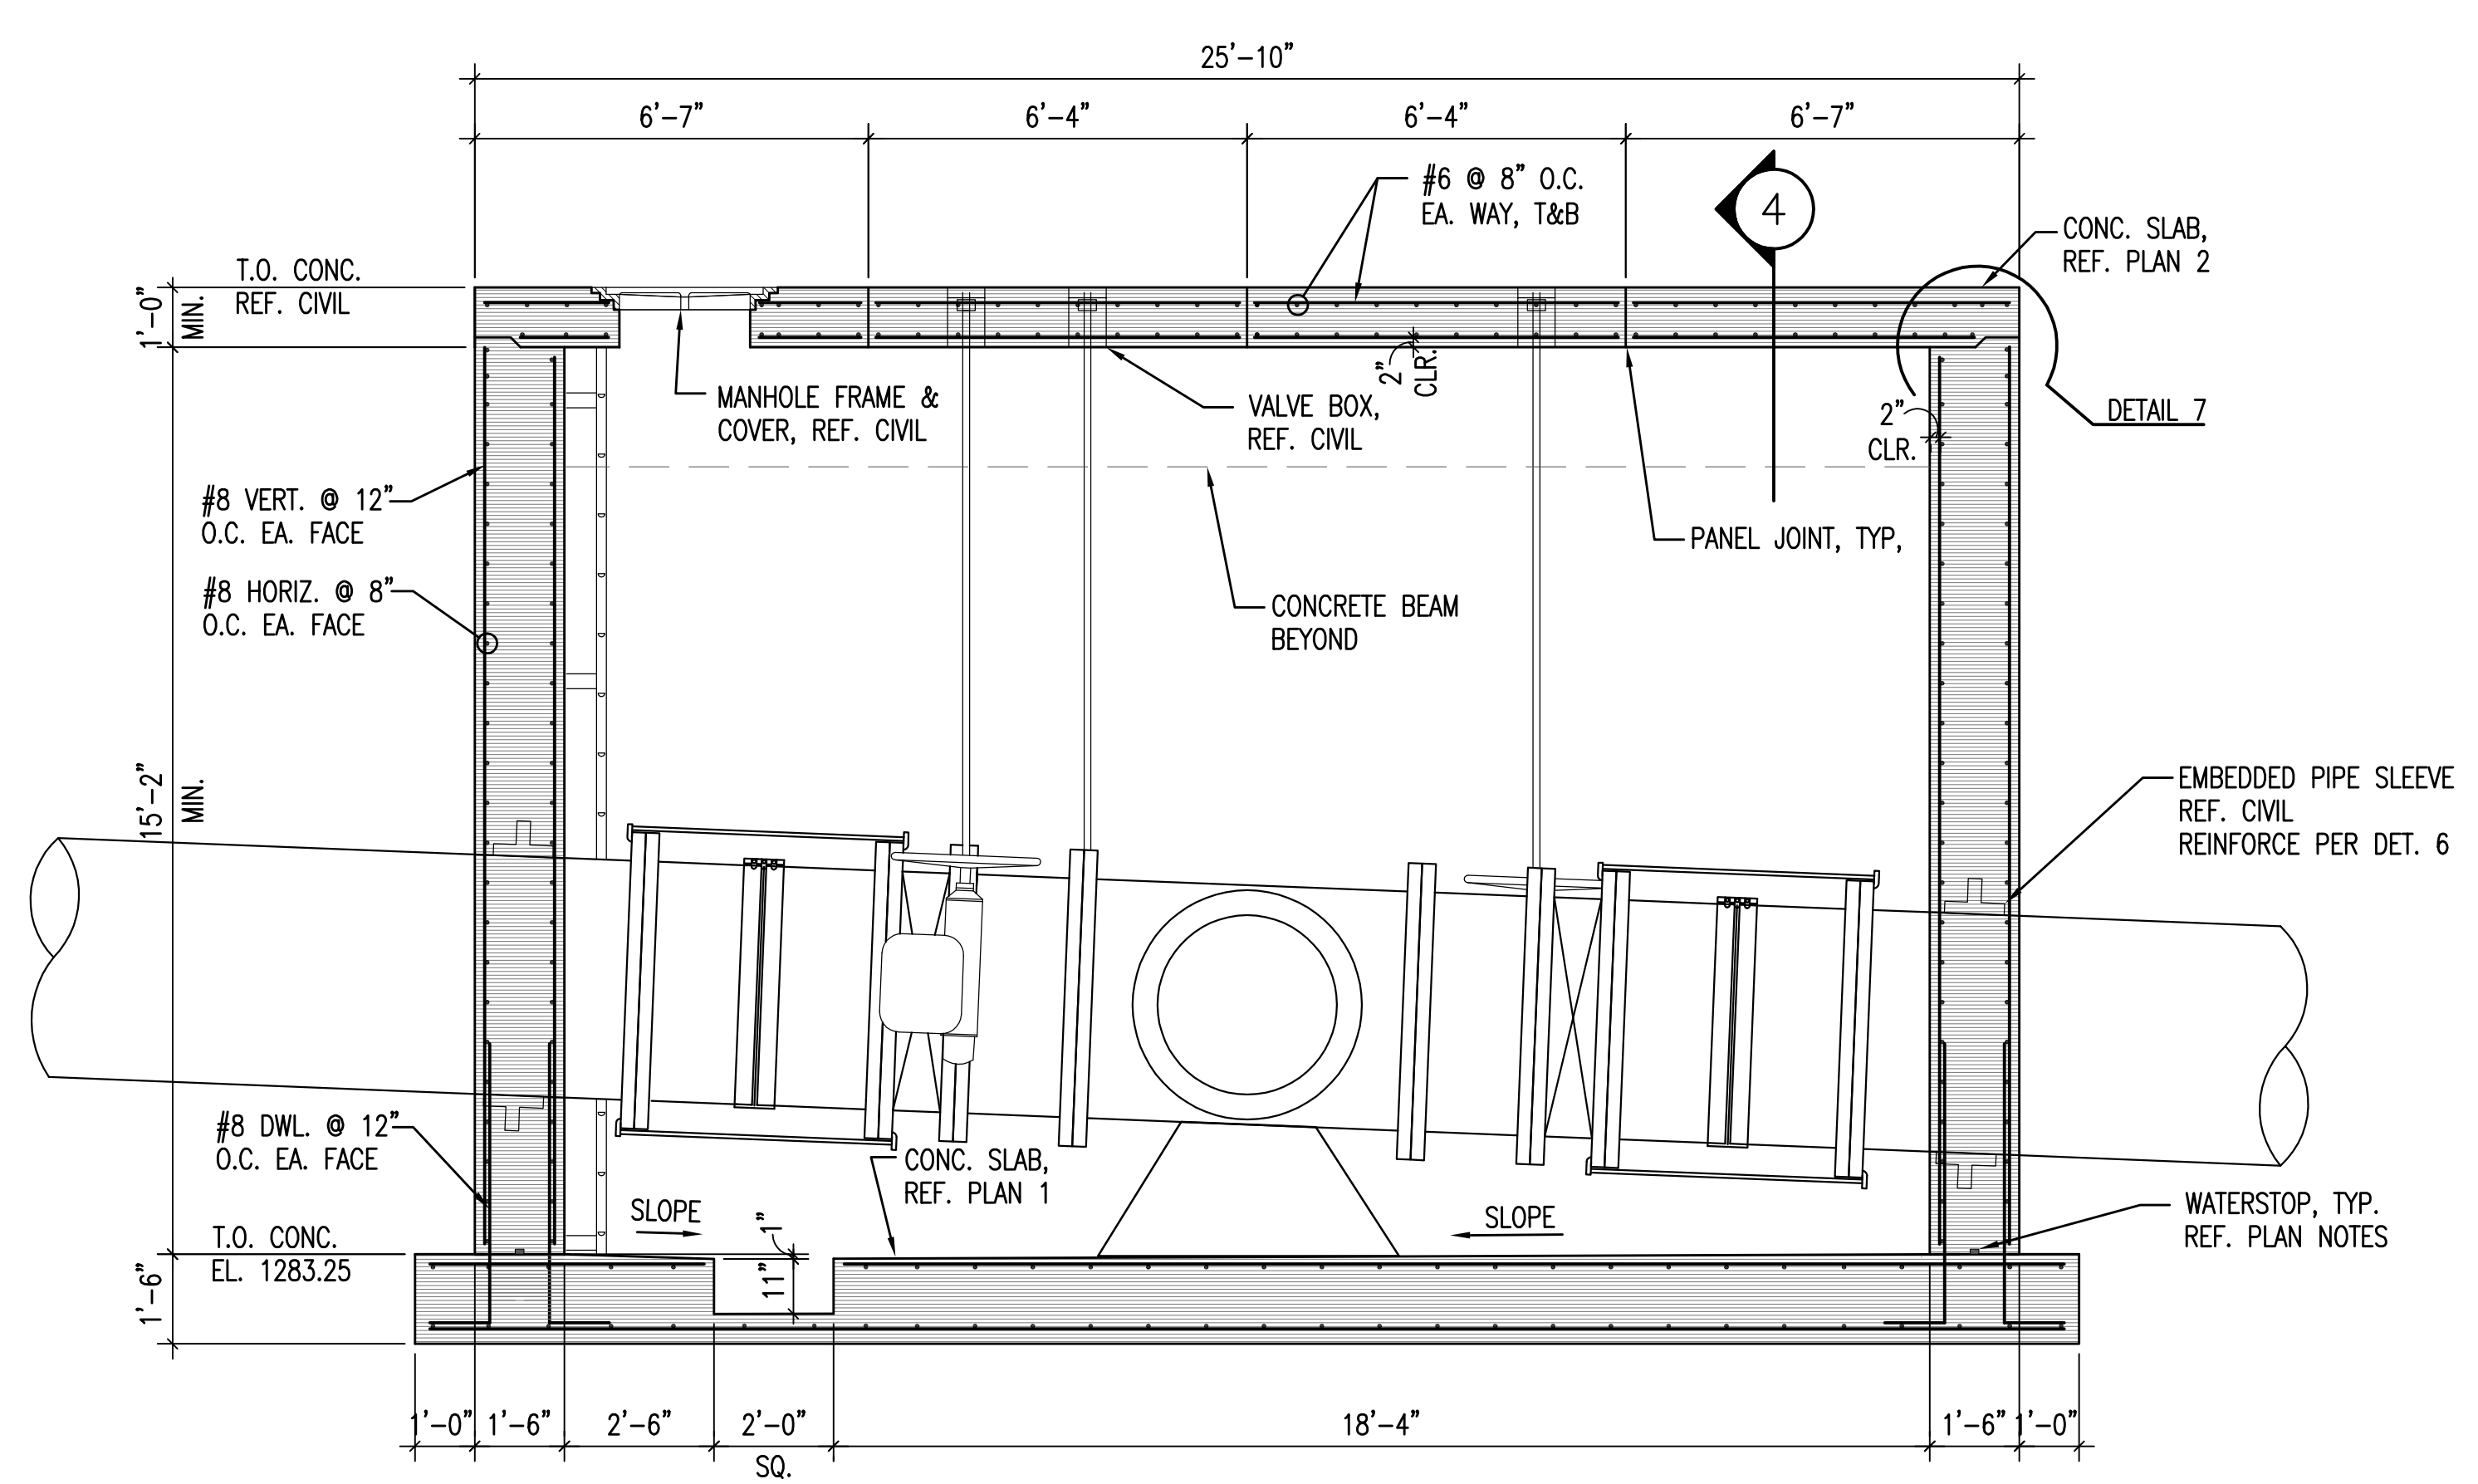 25'-10"
6'-7"
6'-4"
6'-4"
6'-7"
#6 @ 8" O.C.
EA. WAY, T&B
4
CONC. SLAB,
REF. PLAN 2
T.O. CONC.
REF. CIVIL
1'-0"
MIN.
MANHOLE FRAME &
COVER, REF. CIVIL
VALVE BOX,
REF. CIVIL
2"
CLR.
2"
CLR.
DETAIL 7
#8 VERT. @ 12"
O.C. EA. FACE
PANEL JOINT, TYP,
#8 HORIZ. @ 8"
O.C. EA. FACE
CONCRETE BEAM
BEYOND
15'-2"
MIN.
EMBEDDED PIPE SLEEVE
REF. CIVIL
REINFORCE PER DET. 6
#8 DWL. @ 12"
O.C. EA. FACE
CONC. SLAB,
REF. PLAN 1
SLOPE
SLOPE
WATERSTOP, TYP.
REF. PLAN NOTES
T.O. CONC.
EL. 1283.25
1"
11"
1'-6"
1'-0"
1'-6"
2'-6"
2'-0"
SQ.
18'-4"
1'-6"
1'-0"